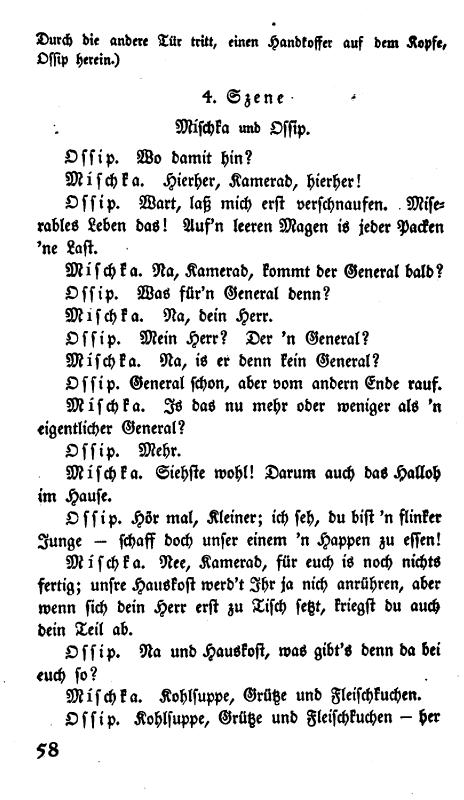 Durch die andere Tür tritt, einen Handkoffer auf dem Kopfe,
Ossip herein.)
4. Szene
Mischka und Ossip.
Ossip. Wo damit hin?
Mischka. Hierher, Kamerad, hierher!
Ossip. Wart, laß mich erst verschnaufen. Mise-
rables Leben das! Auf'n leeren Magen is jeder Packen
'ne Last.
Mischka. Na, Kamerad, kommt der General bald?
Ossip. Was für'n General denn?
Mischka. Na, dein Herr.
Ossip. Mein Herr? Der 'n General?
Mischka. Na, is er denn kein General?
Ossip. General schon, aber vom andern Ende rauf.
Mischka. Is das nu mehr oder weniger als 'n
eigentlicher General?
Ossip. Mehr.
Mischka. Siehste wohl! Darum auch das Halloh
im Hause.
Ossip. Hör mal, Kleiner; ich seh, du bist 'n flinker
Junge — schaff doch unser einem 'n Happen zu essen!
Mischka. Nee, Kamerad, für euch is noch nichts
fertig; unsre Hauskost werd't Ihr ja nich anrühren, aber
wenn sich dein Herr erst zu Tisch setzt, kriegst du auch
dein Teil ab.
Ossip. Na und Hauskost, was gibt's denn da bei
euch so?
Mischka. Kohlsuppe, Grütze und Fleischkuchen.
Ossip. Kohlsuppe, Grütze und Fleischkuchen — her
58